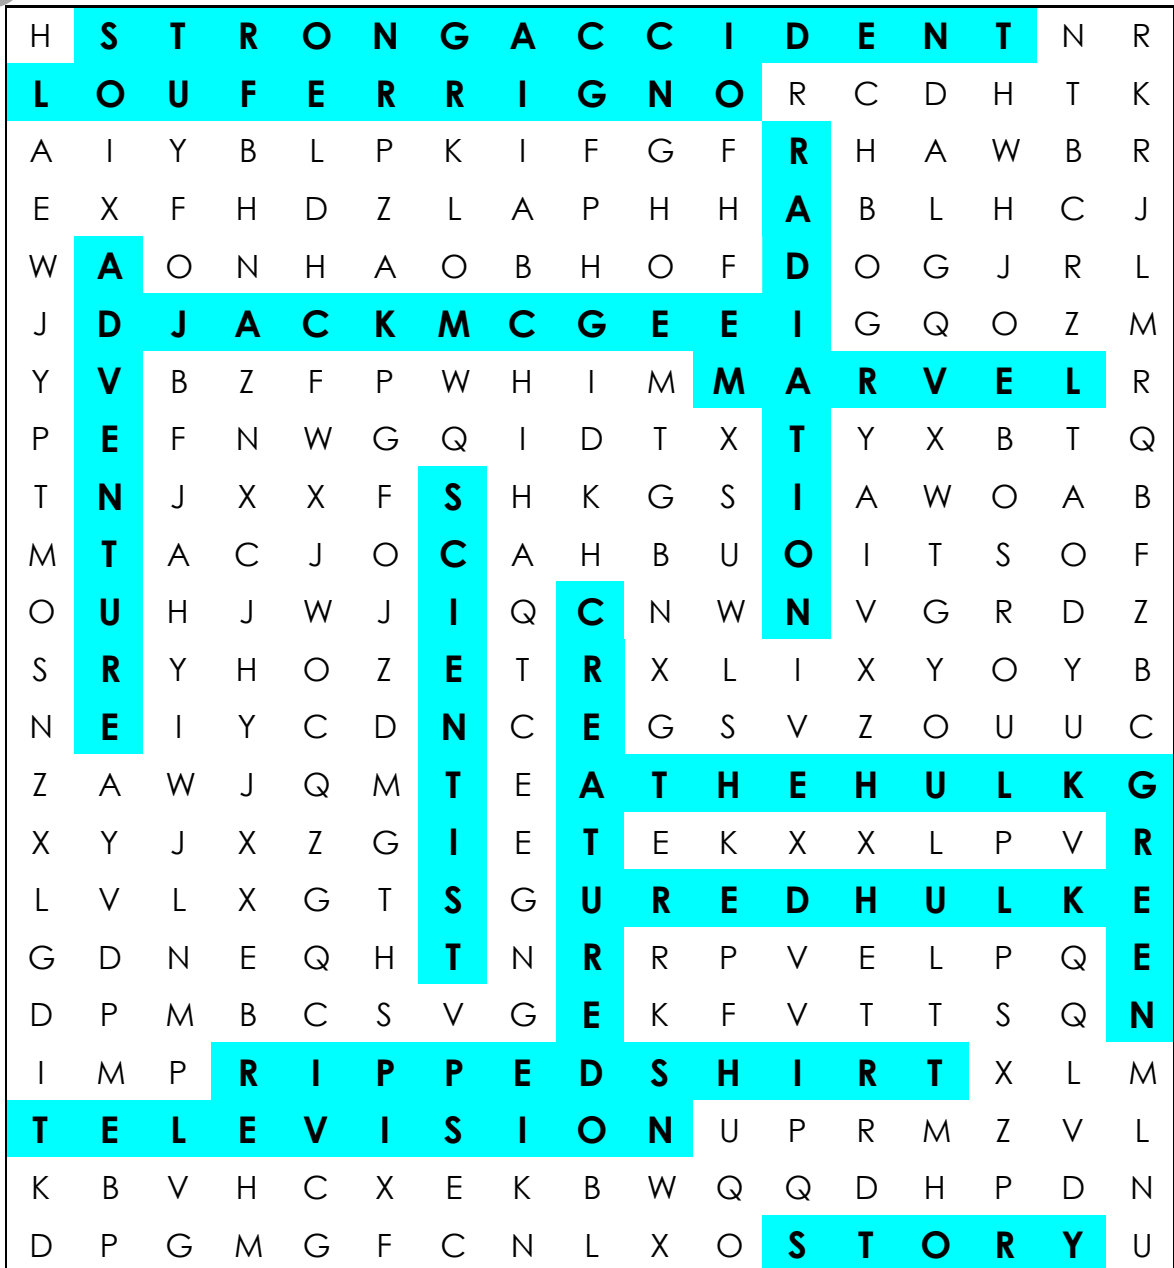 H S T R O N G A C C I D E N T N R
L O U F E R R I G N O R C D H T K
A I Y B L P K I F G F R H A W B R
E X F H D Z L A P H H A B L H C J
W A O N H A O B H O F D O G J R L
J D J A C K M C G E E I G Q O Z M
Y V B Z F P W H I M M A R V E L R
P E F N W G Q I D T X T Y X B T Q
T N J X X F S H K G S I A W O A B
M T A C J O C A H B U O I T S O F
O U H J W J I Q C N W N V G R D Z
S R Y H O Z E T R X L I X Y O Y B
N E I Y C D N C E G S V Z O U U C
Z A W J Q M T E A T H E H U L K G
X Y J X Z G I E T E K X X L P V R
L V L X G T S G U R E D H U L K E
G D N E Q H T N R R P V E L P Q E
D P M B C S V G E K F V T T S Q N
I M P R I P P E D S H I R T X L M
T E L E V I S I O N U P R M Z V L
K B V H C X E K B W Q Q D H P D N
D P G M G F C N L X O S T O R Y U